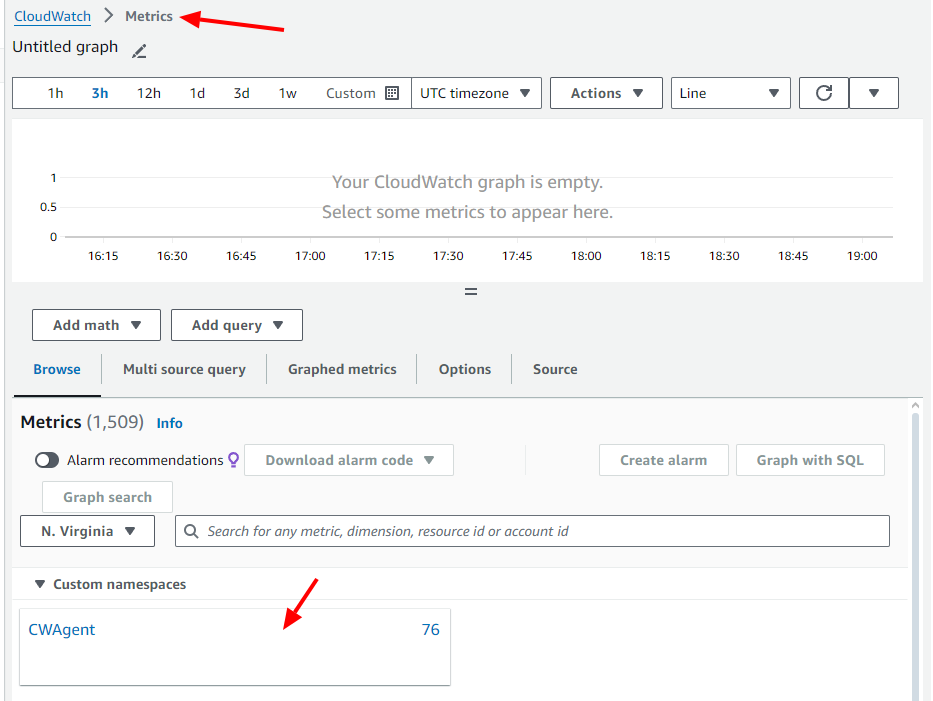 CloudWatch > Metrics
Untitled graph
1h 3h 12h 1d 3d 1w Custom UTC timezone Actions Line
Your CloudWatch graph is empty.
Select some metrics to appear here.
1
0.5
0
16:15 16:30 16:45 17:00 17:15 17:30 17:45 18:00 18:15 18:30 18:45 19:00
Add math Add query
Browse Multi source query Graphed metrics Options Source
Metrics (1,509) Info
Alarm recommendations Download alarm code Create alarm Graph with SQL
Graph search
N. Virginia Search for any metric, dimension, resource id or account id
Custom namespaces
CWAgent 76